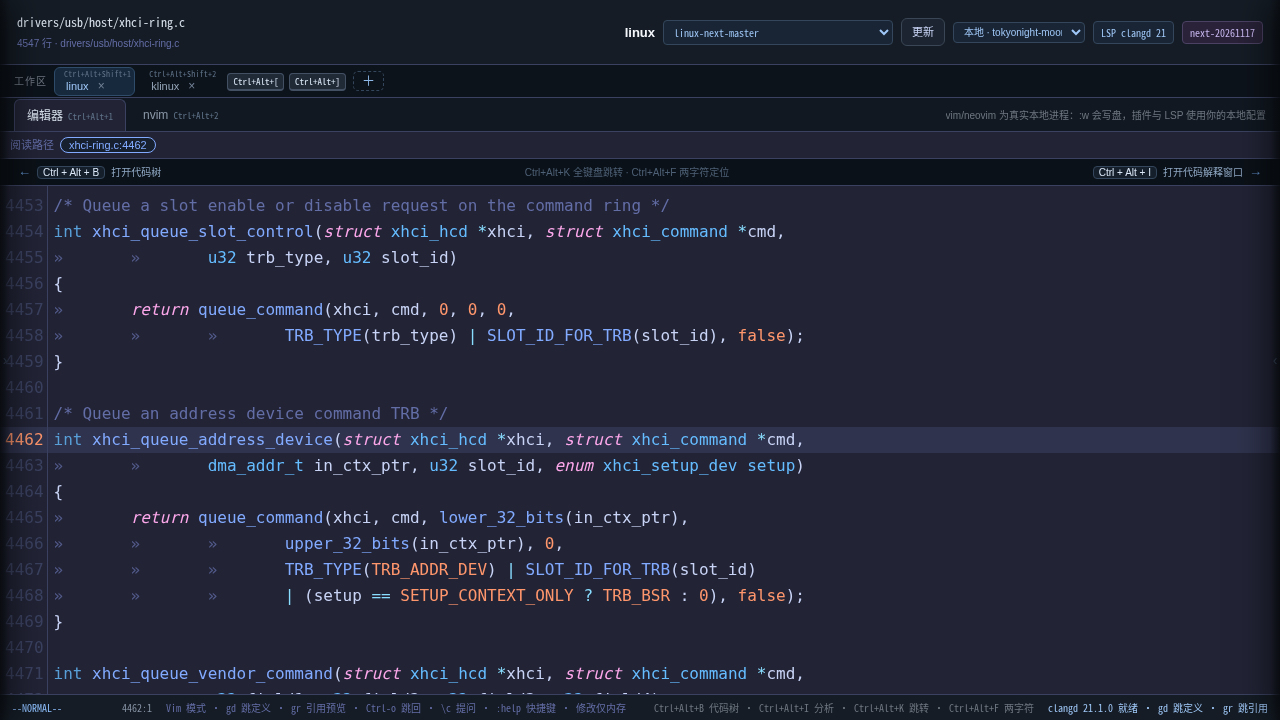 drivers/usb/host/xhci-ring.c
4547 行 · drivers/usb/host/xhci-ring.c
linux
linux-next-master
更新
本地 · tokyonight-moon
LSP clangd 21
next-20261117
工作区
Ctrl+Alt+Shift+1
linux ×
Ctrl+Alt+Shift+2
klinux ×
Ctrl+Alt+[
Ctrl+Alt+]
+
编辑器 Ctrl+Alt+1
nvim Ctrl+Alt+2
vim/neovim 为真实本地进程: :w 会写盘, 插件与 LSP 使用你的本地配置
阅读路径 xhci-ring.c:4462
← Ctrl + Alt + B 打开代码树
Ctrl+Alt+K 全键盘跳转 · Ctrl+Alt+F 两字符定位
Ctrl + Alt + I 打开代码解释窗口 →
4453 /* Queue a slot enable or disable request on the command ring */
4454 int xhci_queue_slot_control(struct xhci_hcd *xhci, struct xhci_command *cmd,
4455 » » u32 trb_type, u32 slot_id)
4456 {
4457 » return queue_command(xhci, cmd, 0, 0, 0,
4458 » » » TRB_TYPE(trb_type) | SLOT_ID_FOR_TRB(slot_id), false);
4459 }
4460
4461 /* Queue an address device command TRB */
4462 int xhci_queue_address_device(struct xhci_hcd *xhci, struct xhci_command *cmd,
4463 » » dma_addr_t in_ctx_ptr, u32 slot_id, enum xhci_setup_dev setup)
4464 {
4465 » return queue_command(xhci, cmd, lower_32_bits(in_ctx_ptr),
4466 » » » upper_32_bits(in_ctx_ptr), 0,
4467 » » » TRB_TYPE(TRB_ADDR_DEV) | SLOT_ID_FOR_TRB(slot_id)
4468 » » » | (setup == SETUP_CONTEXT_ONLY ? TRB_BSR : 0), false);
4469 }
4470
4471 int xhci_queue_vendor_command(struct xhci_hcd *xhci, struct xhci_command *cmd,
--NORMAL-- 4462:1 Vim 模式 · gd 跳定义 · gr 引用预览 · Ctrl-o 跳回 · \c 提问 · :help 快捷键 · 修改仅内存 Ctrl+Alt+B 代码树 · Ctrl+Alt+I 分析 · Ctrl+Alt+K 跳转 · Ctrl+Alt+F 两字符 clangd 21.1.0 就绪 · gd 跳定义 · gr 跳引用